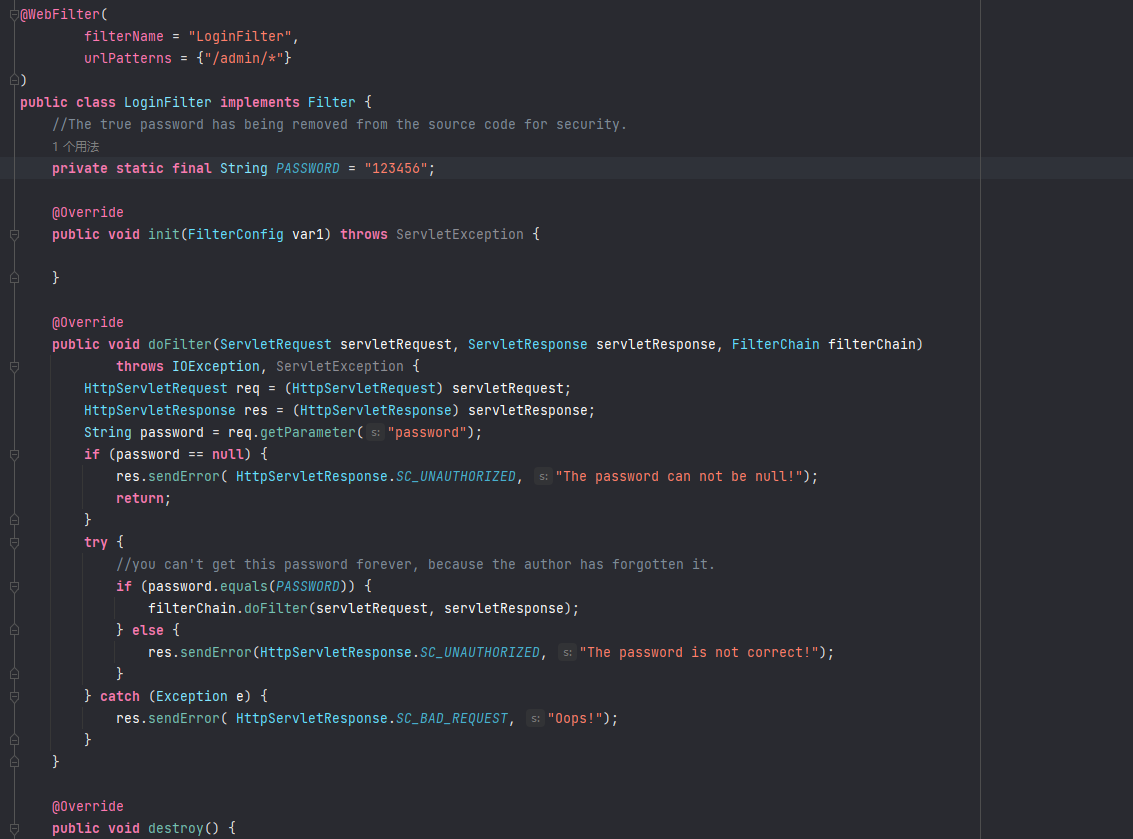 @WebFilter(
filterName = "LoginFilter",
urlPatterns = {"/admin/*"}
)
public class LoginFilter implements Filter {
//The true password has being removed from the source code for security.
1 个用法
private static final String PASSWORD = "123456";
@Override
public void init(FilterConfig var1) throws ServletException {
}
@Override
public void doFilter(ServletRequest servletRequest, ServletResponse servletResponse, FilterChain filterChain)
throws IOException, ServletException {
HttpServletRequest req = (HttpServletRequest) servletRequest;
HttpServletResponse res = (HttpServletResponse) servletResponse;
String password = req.getParameter( s: "password");
if (password == null) {
res.sendError( HttpServletResponse.SC_UNAUTHORIZED, s: "The password can not be null!");
return;
}
try {
//you can't get this password forever, because the author has forgotten it.
if (password.equals(PASSWORD)) {
filterChain.doFilter(servletRequest, servletResponse);
} else {
res.sendError(HttpServletResponse.SC_UNAUTHORIZED, s: "The password is not correct!");
}
} catch (Exception e) {
res.sendError( HttpServletResponse.SC_BAD_REQUEST, s: "Oops!");
}
}
@Override
public void destroy() {